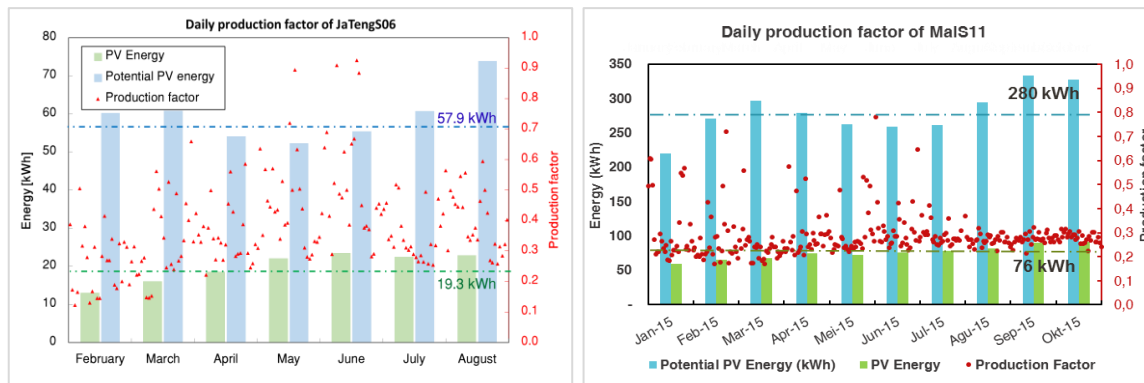 Daily production factor of JaTengS06
80
70
60
50
40
30
20
10
0
Energy [kWh]
PV Energy
Potential PV energy
Production factor
57.9 kWh
19.3 kWh
1.0
0.9
0.8
0.7
0.6
0.5
0.4
0.3
0.2
0.1
0.0
Production factor
February March April May June July August
Daily production factor of MalS11
350
300
250
200
150
100
50
-
Energy (kWh)
280 kWh
76 kWh
1,0
0,9
0,8
0,7
0,6
0,5
0,4
0,3
0,2
0,1
0,0
Production factor
Jan-15 Feb-15 Mar-15 Apr-15 Mei-15 Jun-15 Jul-15 Agu-15 Sep-15 Okt-15
Potential PV Energy (kWh) PV Energy Production Factor